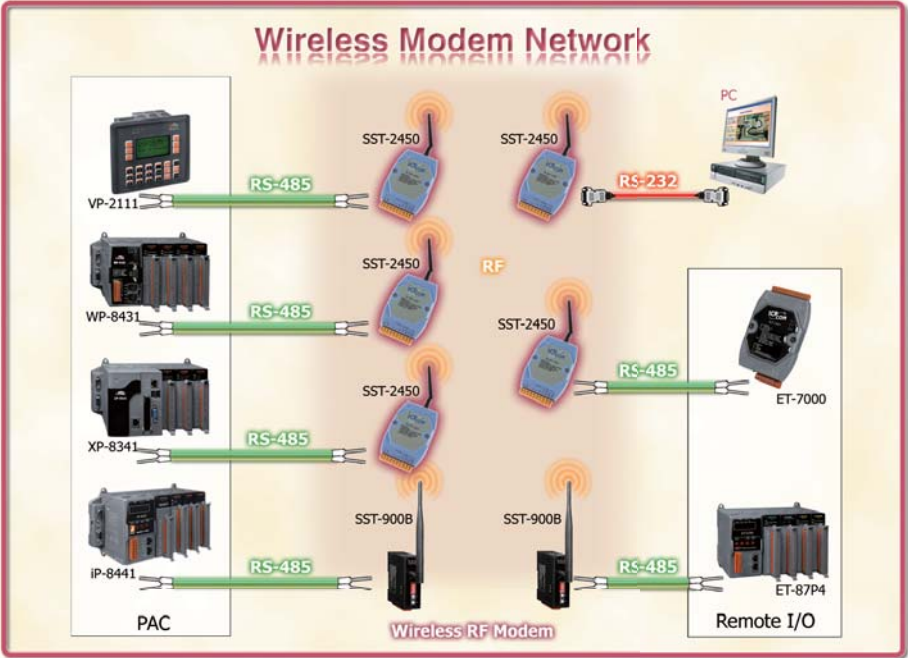 Wireless Modem Network
VP-2111
RS-485
SST-2450
SST-2450
RS-232
PC
WP-8431
RS-485
SST-2450
RF
XP-8341
RS-485
SST-2450
SST-2450
RS-485
ET-7000
iP-8441
RS-485
SST-900B
SST-900B
RS-485
ET-87P4
PAC
Wireless RF Modem
Remote I/O